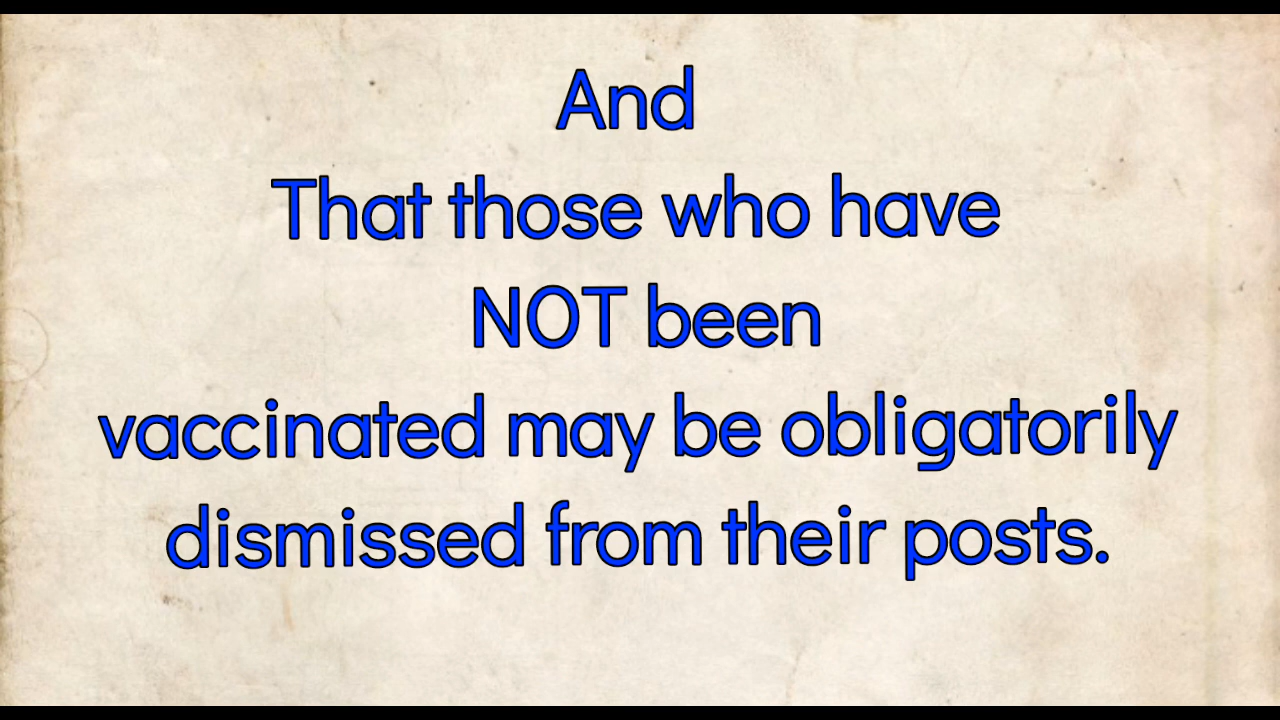 And
That those who have
NOT been
vaccinated may be obligatorily
dismissed from their posts.